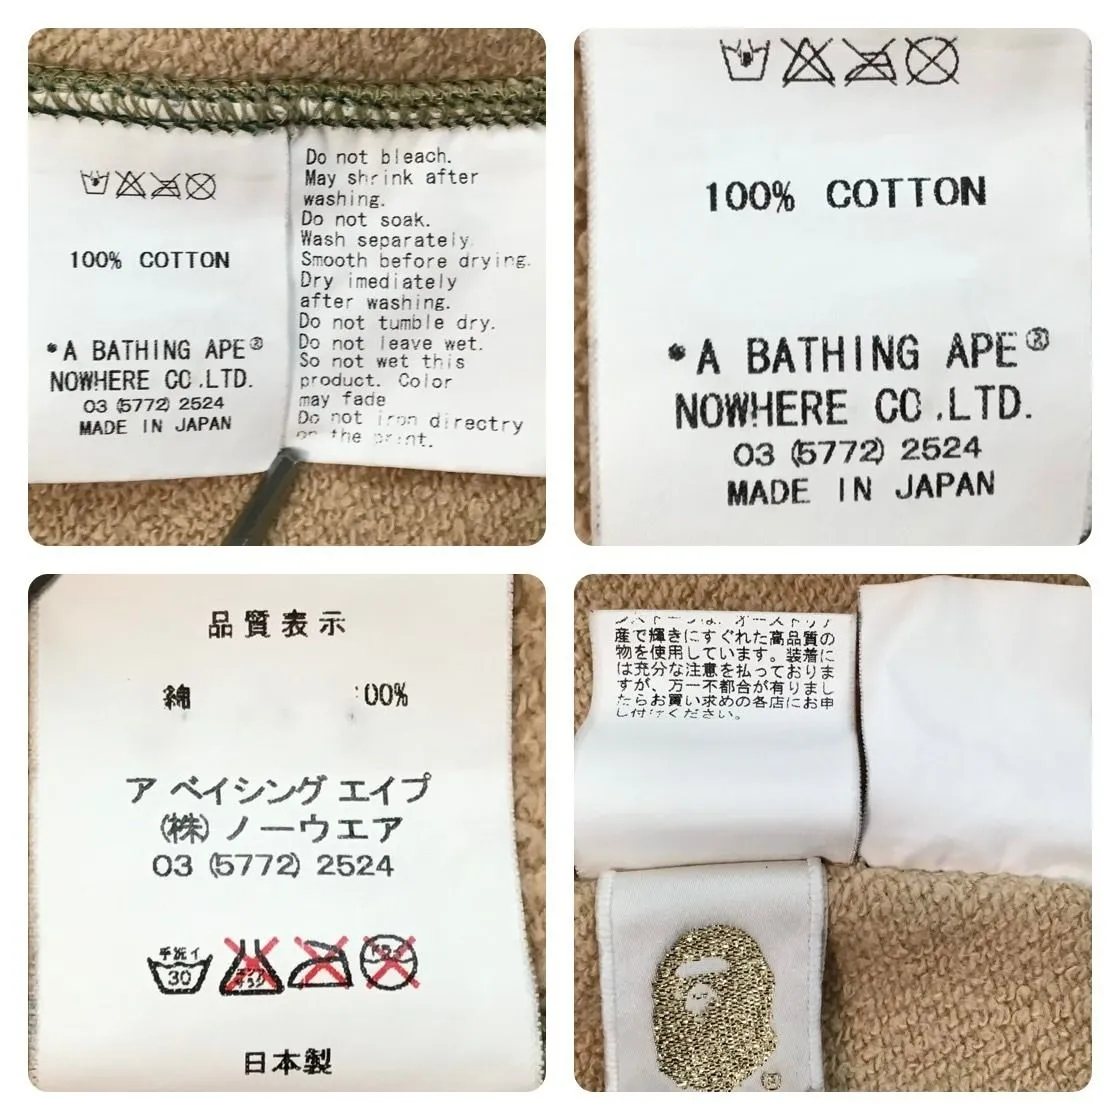 100% COTTON
*A BATHING APE®
NOWHERE CO.,LTD.
03 (5772) 2524
MADE IN JAPAN
Do not bleach.
May shrink after
washing.
Do not soak.
Wash separately.
Smooth before drying.
Dry imediately
after washing.
Do not tumble dry.
Do not leave wet.
So not wet this
product. Color
may fade
Do not iron directry
on the print.
100% COTTON
*A BATHING APE®
NOWHERE CO.,LTD.
03 (5772) 2524
MADE IN JAPAN
品質表示
綿 100%
ア ベイシング エイプ
(株) ノーウエア
03 (5772) 2524
手洗イ
30
日本製
産で輝きにすぐれた高品質の
物を使用しています。装着に
は充分な注意を払っておりま
すが、万一不都合が有りまし
たらお買い求めの各店にお申
し付けください。